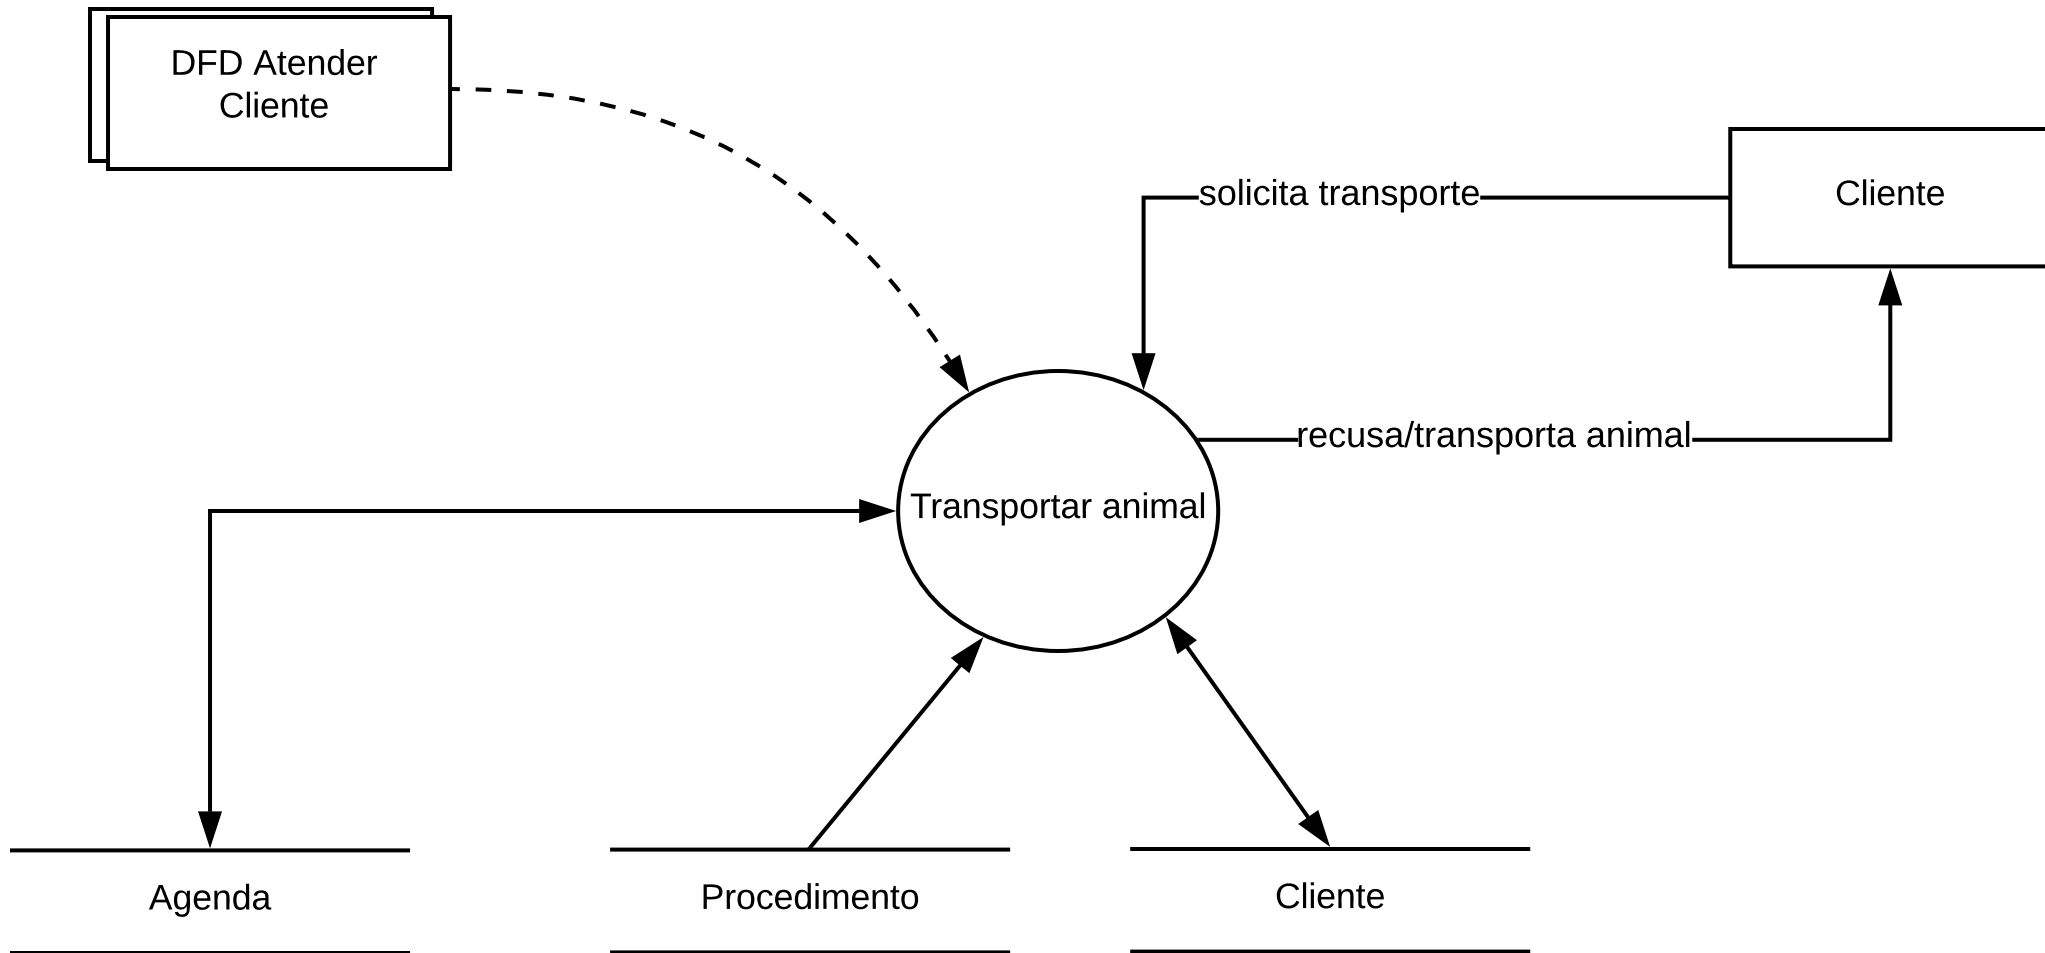 DFD Atender
Cliente
solicita transporte
Cliente
recusa/transporta animal
Transportar animal
Agenda
Procedimento
Cliente